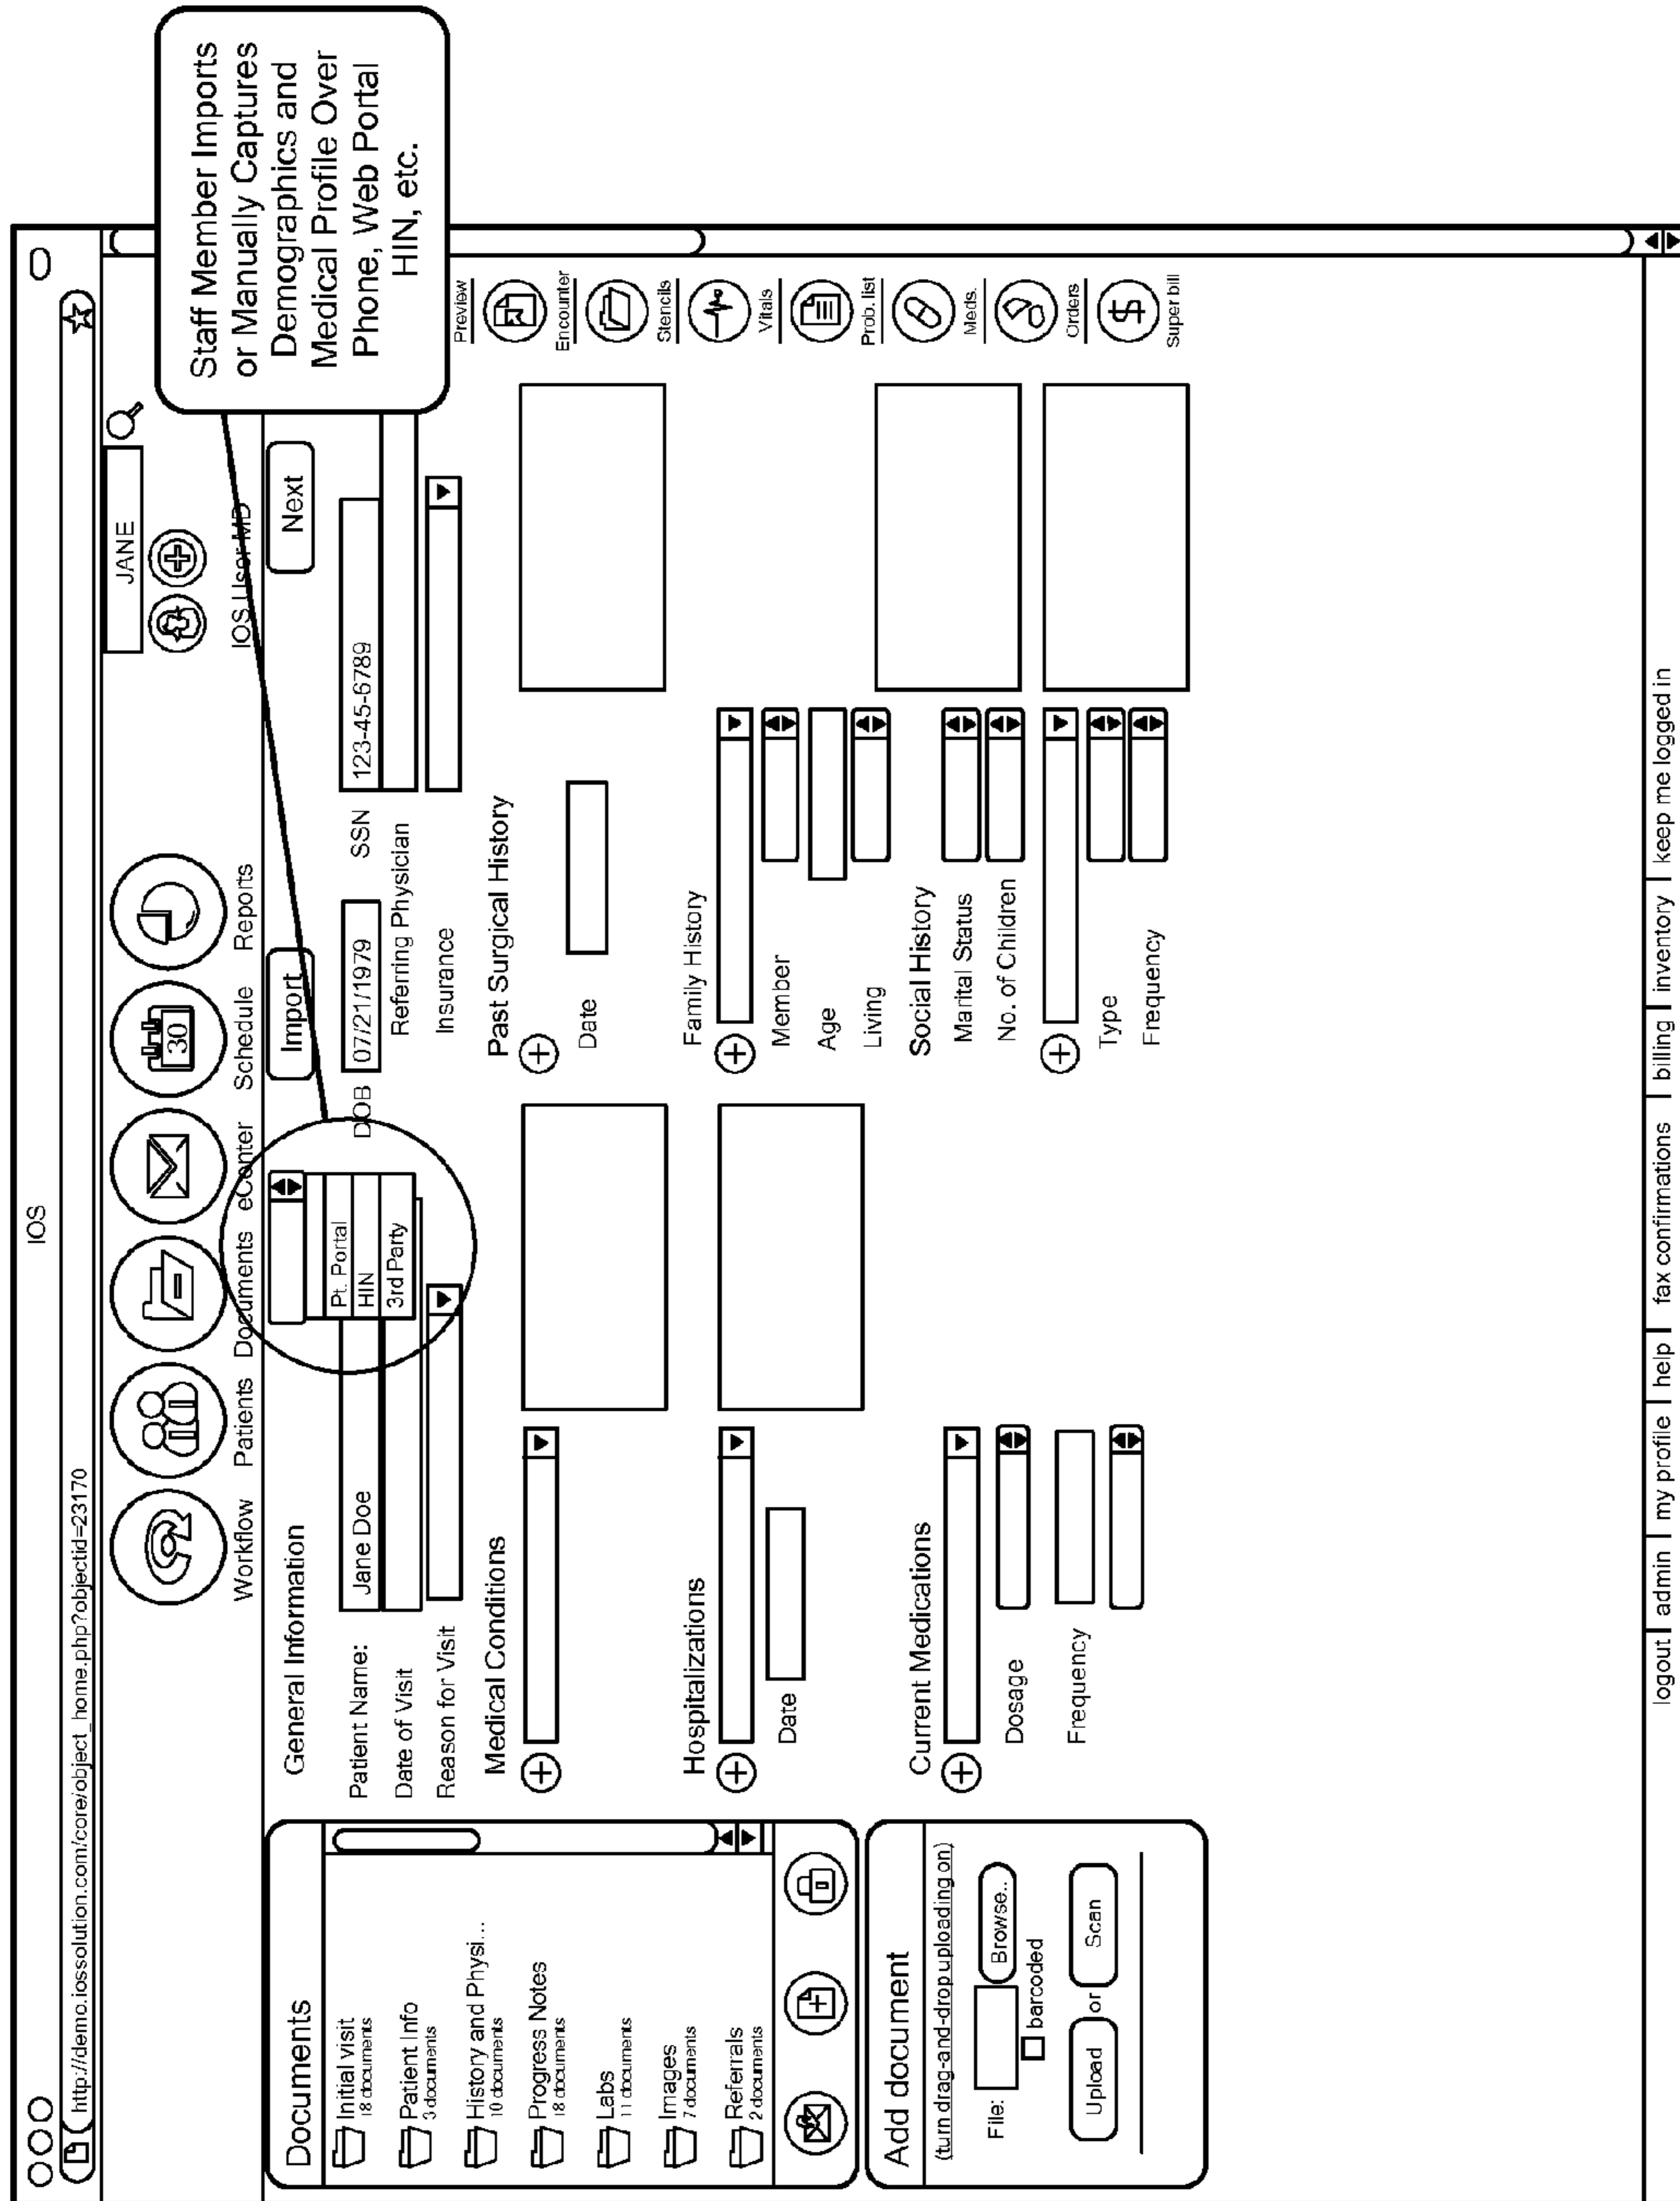 IOS
http://demo.iossolution.com/core/object_home.php?objectid=23170
JANE
Workflow
Patients
Documents
eCenter
30
Schedule
Reports
IOS User MD
Staff Member Imports
or Manually Captures
Demographics and
Medical Profile Over
Phone, Web Portal
HIN, etc.
Documents
Initial visit
18 documents
Patient Info
3 documents
History and Physi...
10 documents
Progress Notes
18 documents
Labs
11 documents
Images
7 documents
Referrals
2 documents
Add document
(turn drag-and-drop uploading on)
File:
Browse..
barcoded
Upload or Scan
General Information
Import
Next
Pt. Portal
HIN
3rd Party
Patient Name: Jane Doe
DOB 07/21/1979
SSN 123-45-6789
Date of Visit
Referring Physician
Reason for Visit
Insurance
Medical Conditions
Past Surgical History
Date
Hospitalizations
Date
Family History
Member
Age
Living
Current Medications
Dosage
Frequency
Social History
Marital Status
No. of Children
Type
Frequency
Preview
Encounter
Stencils
Vitals
Prob. list
Meds.
Orders
$
Super bill
logout | admin | my profile | help | fax confirmations | billing | inventory | keep me logged in